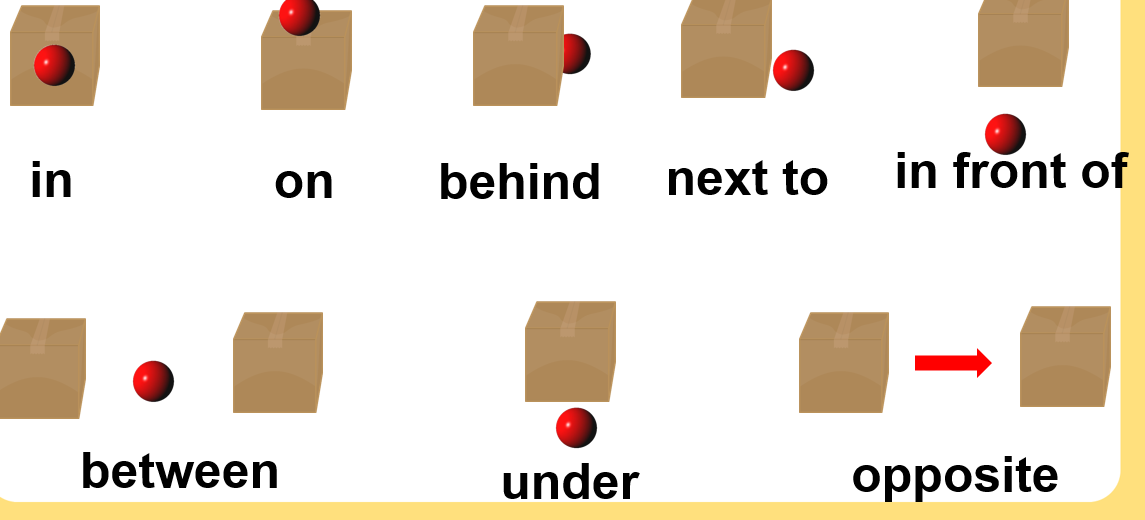 in
on
behind
next to
in front of
between
under
opposite